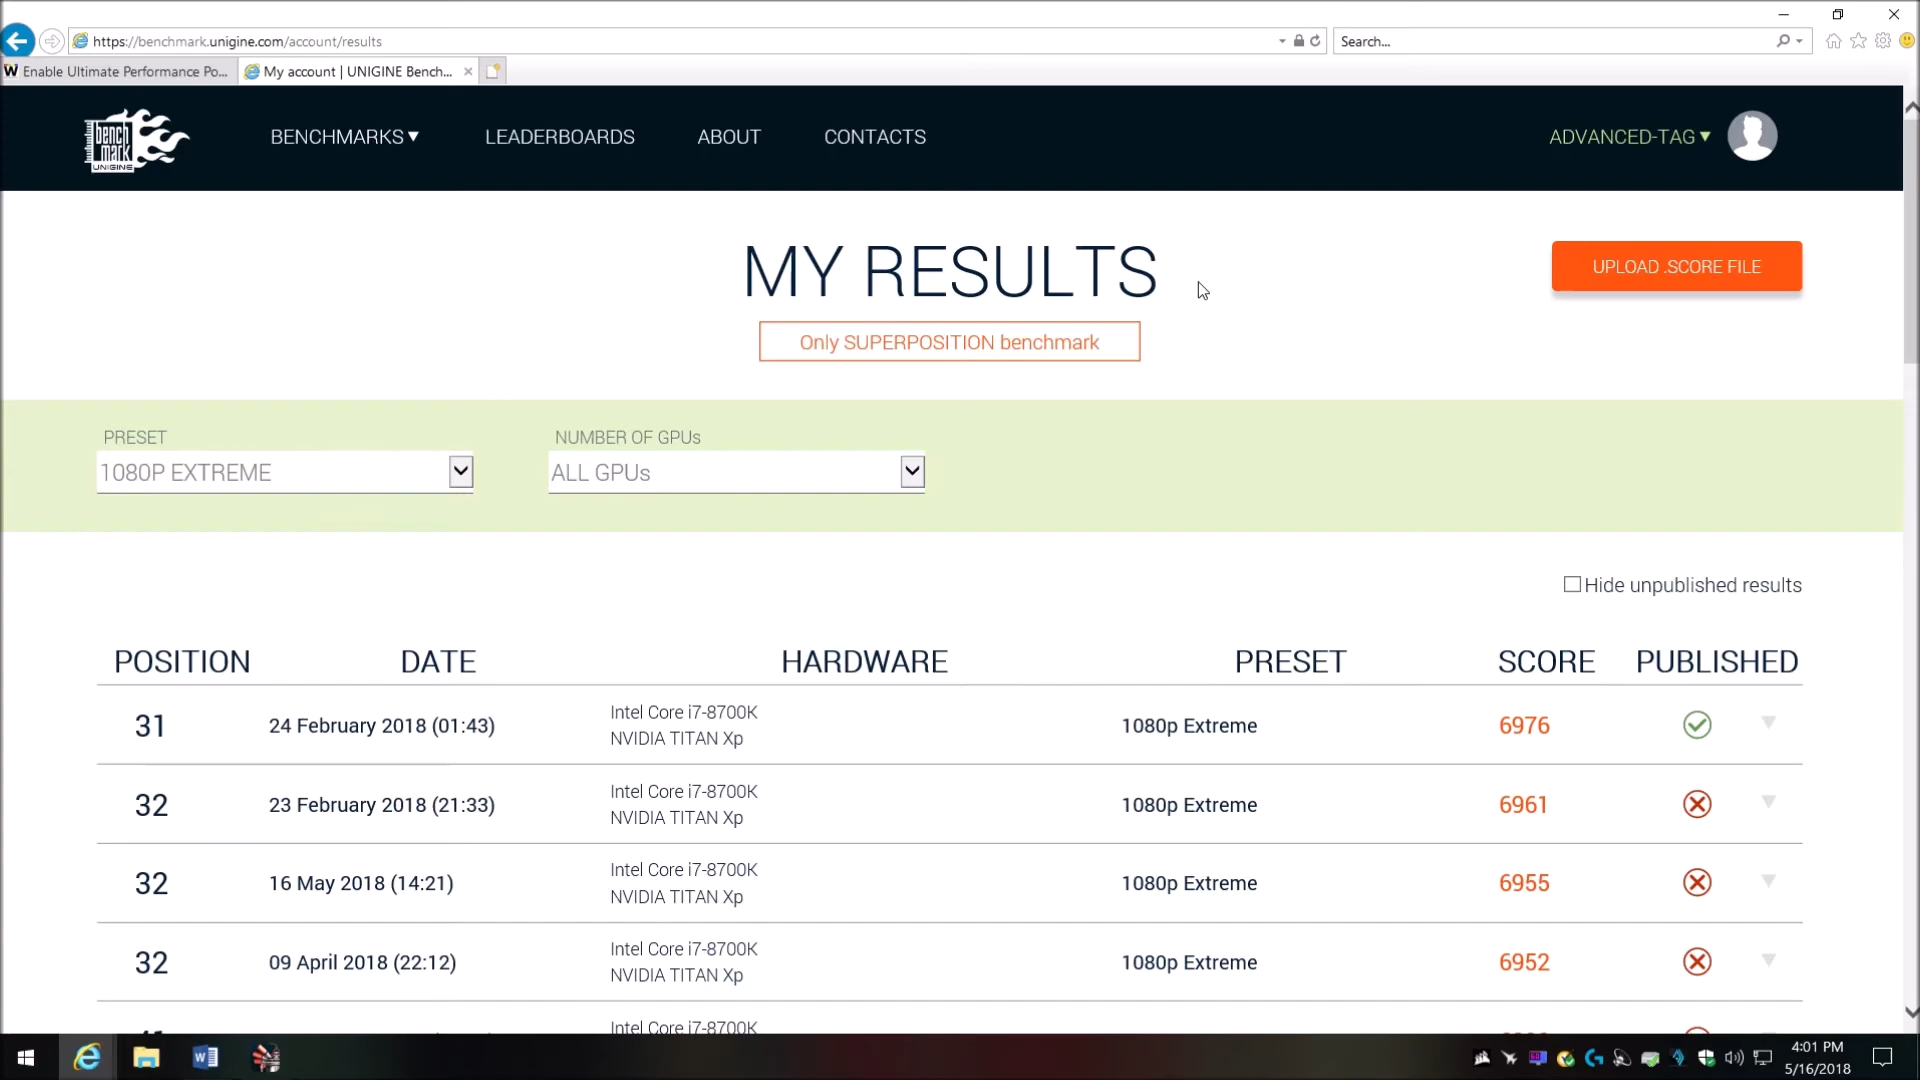 https://benchmark.unigine.com/account/results
Search...
Enable Ultimate Performance Po...
My account | UNIGINE Bench...
bench
mark
UNIGINE
BENCHMARKS▼
LEADERBOARDS
ABOUT
CONTACTS
ADVANCED-TAG▼
MY RESULTS
UPLOAD .SCORE FILE
Only SUPERPOSITION benchmark
PRESET
NUMBER OF GPUs
1080P EXTREME
ALL GPUs
Hide unpublished results
POSITION DATE HARDWARE PRESET SCORE PUBLISHED
31 24 February 2018 (01:43) Intel Core i7-8700K 1080p Extreme 6976
NVIDIA TITAN Xp
32 23 February 2018 (21:33) Intel Core i7-8700K 1080p Extreme 6961
NVIDIA TITAN Xp
32 16 May 2018 (14:21) Intel Core i7-8700K 1080p Extreme 6955
NVIDIA TITAN Xp
32 09 April 2018 (22:12) Intel Core i7-8700K 1080p Extreme 6952
NVIDIA TITAN Xp
Intel Core i7-8700K
4:01 PM
5/16/2018